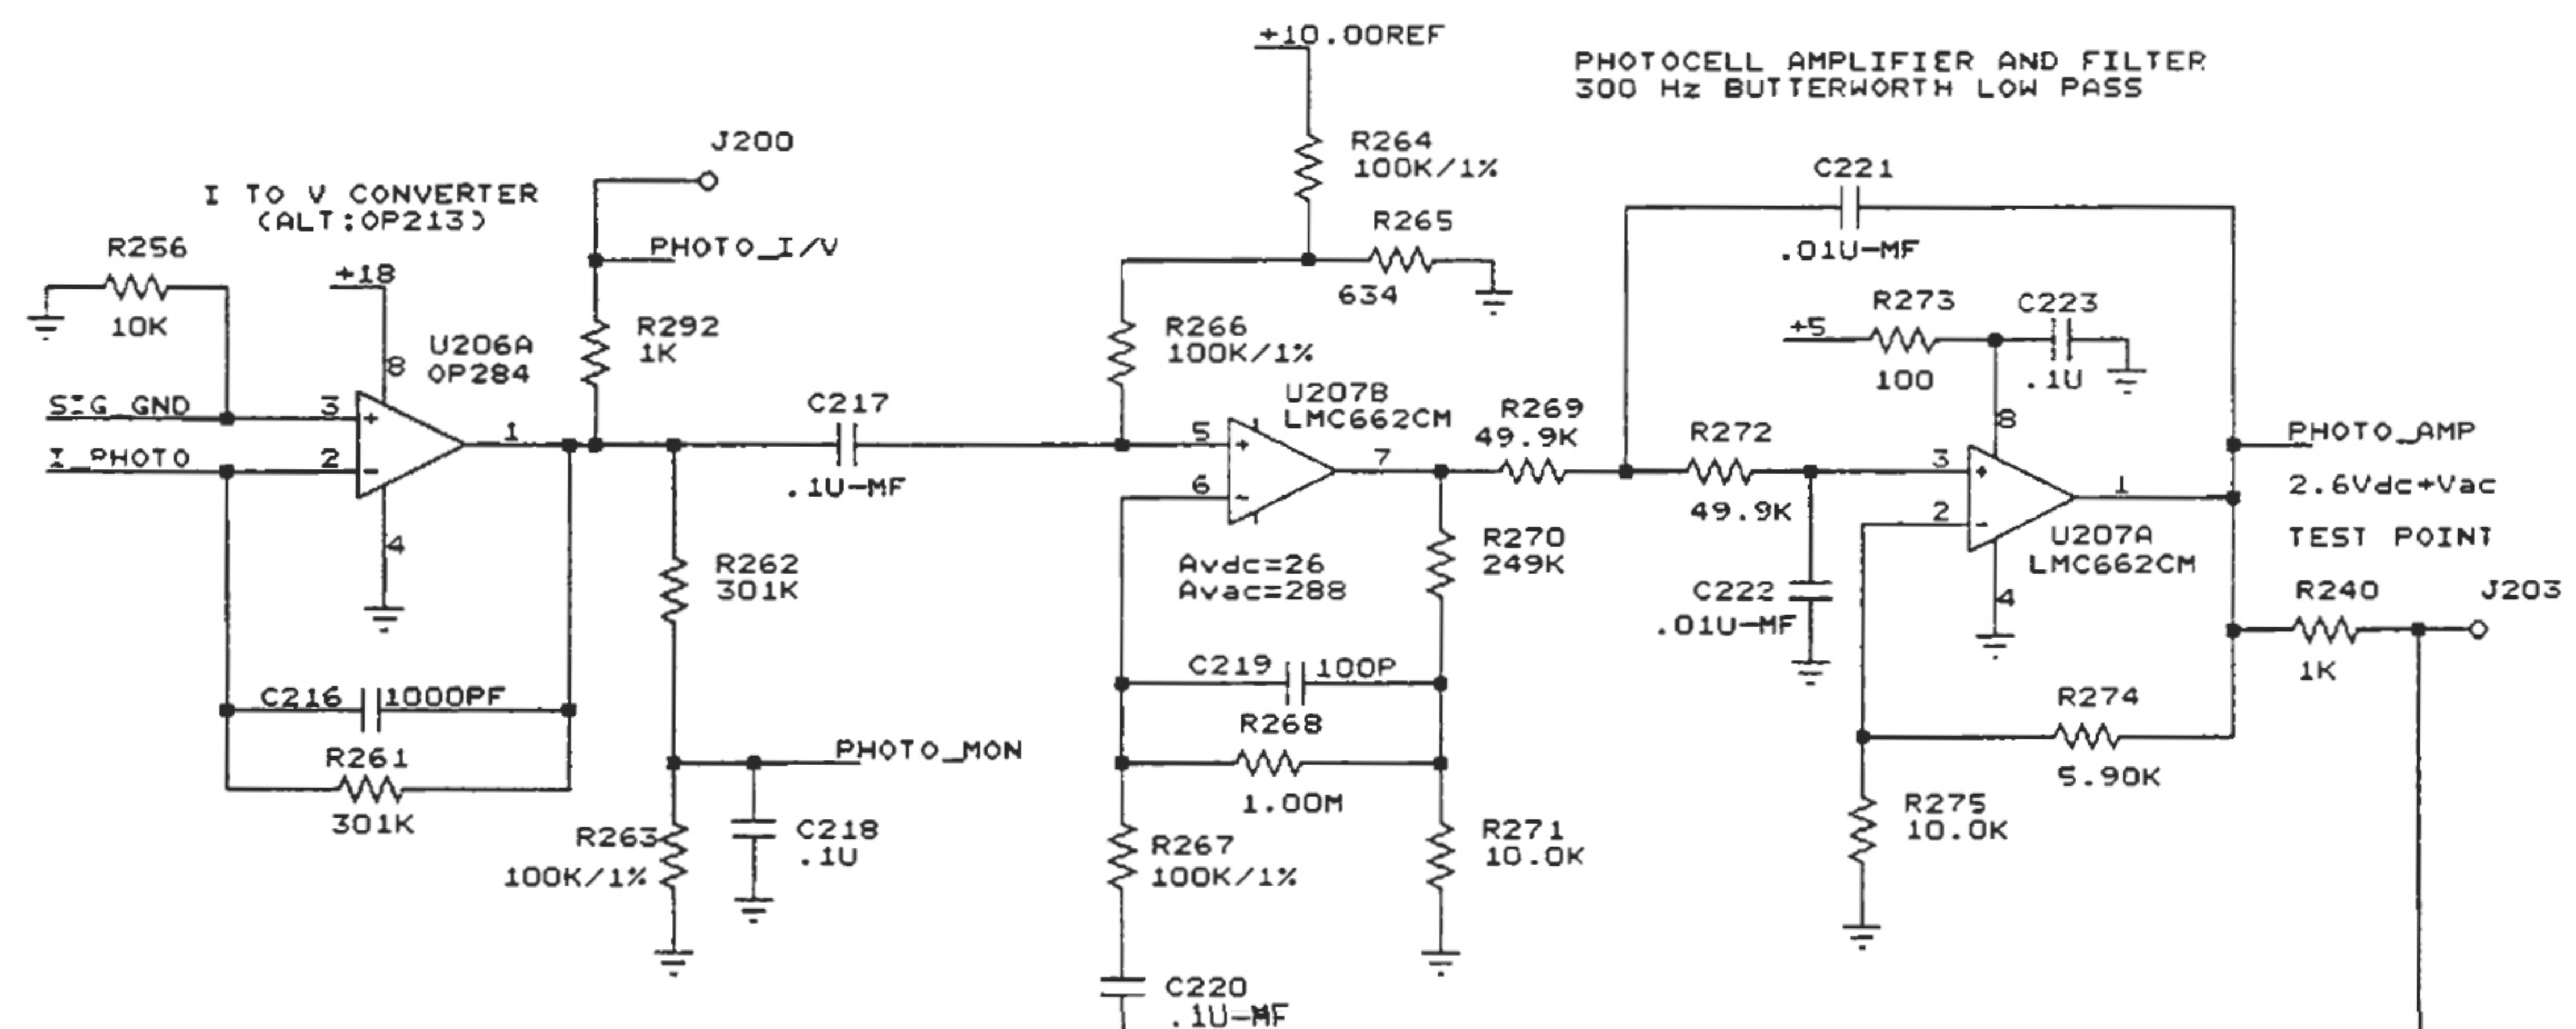 +10.00REF
PHOTOCELL AMPLIFIER AND FILTER
300 Hz BUTTERWORTH LOW PASS
J200
R264
100K/1%
C221
I TO V CONVERTER
(ALT:OP213)
R265
R256
PHOTO_I/V
.01U-MF
+18
634
R273
C223
10K
R292
1K
R266
100K/1%
+5
U206A
OP284
8
100
.1U
U207B
LMC662CM
R269
49.9K
SIG_GND
3
+
C217
5
+
R272
8
PHOTO_AMP
1
7
3
+
I_PHOTO
2
-
.1U-MF
6
-
49.9K
1
2.6Vdc+Vac
2
-
4
R270
249K
U207A
LMC662CM
TEST POINT
R262
301K
Avdc=26
Avac=288
C222
.01U-MF
4
R240
J203
C219
100P
1K
C216
1000PF
R268
R274
R261
PHOTO_MON
5.90K
301K
1.00M
R263
100K/1%
C218
.1U
R267
100K/1%
R271
10.0K
R275
10.0K
C220
.1U-MF